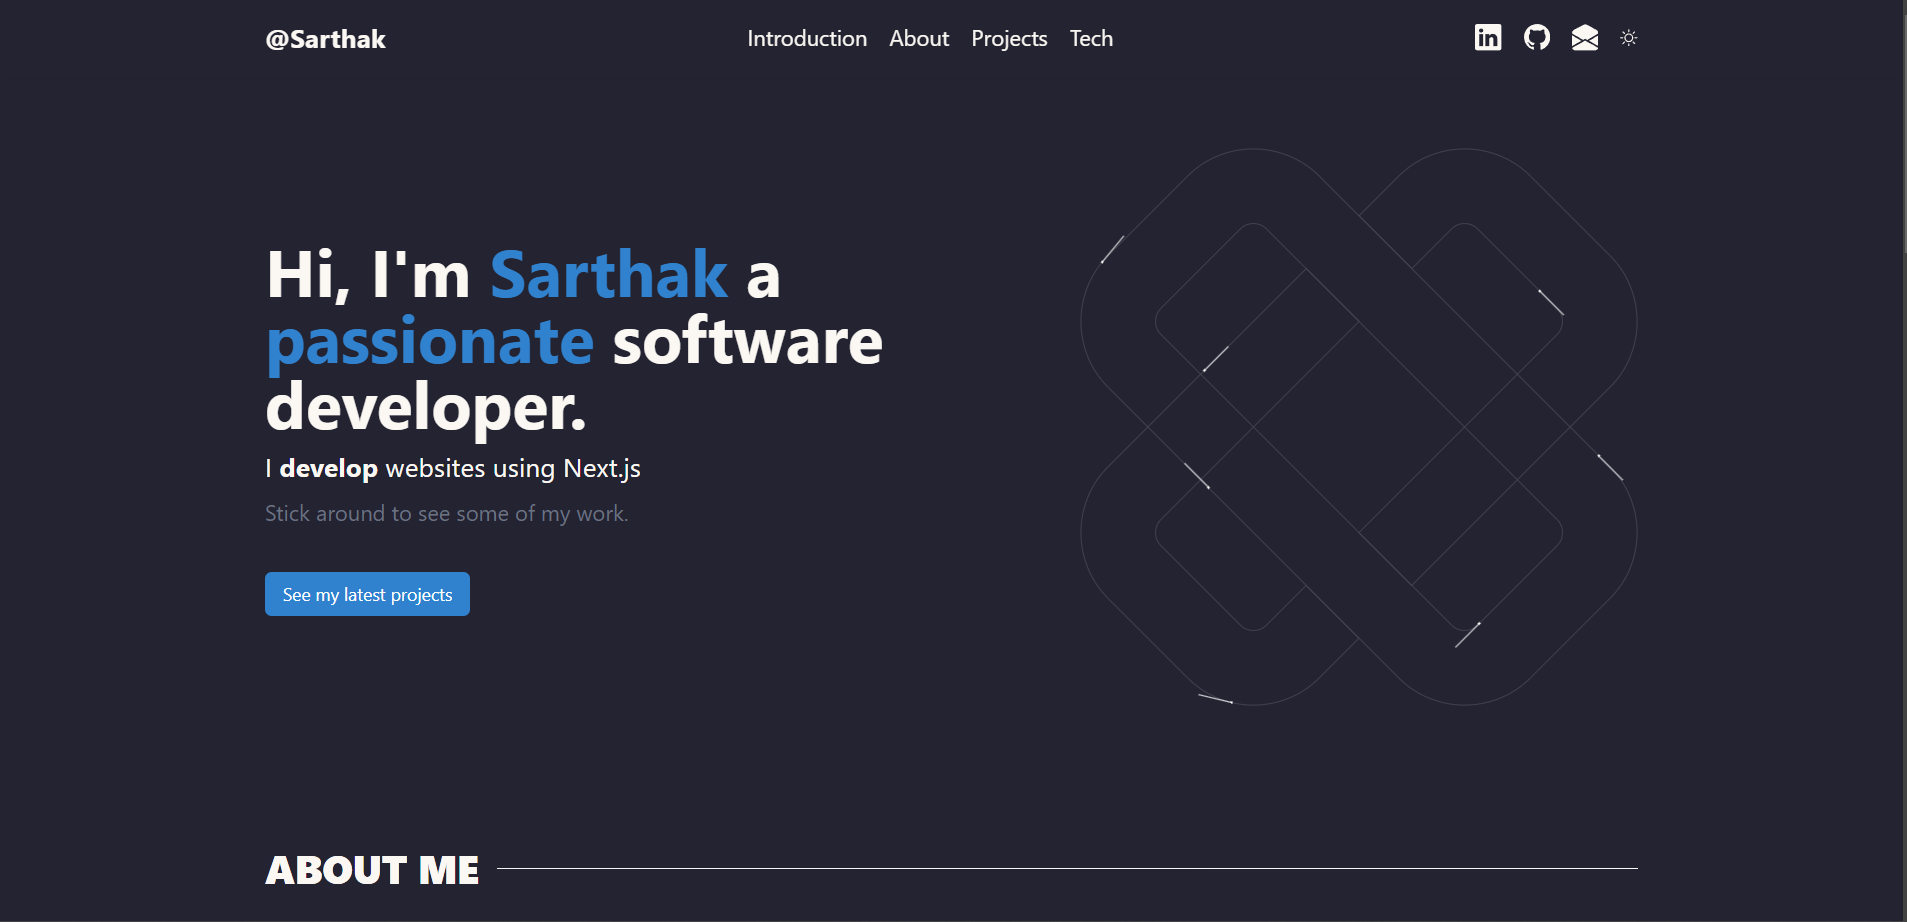 @Sarthak
Introduction About Projects Tech
Hi, I'm Sarthak a
passionate software
developer.
I develop websites using Next.js
Stick around to see some of my work.
See my latest projects
ABOUT ME